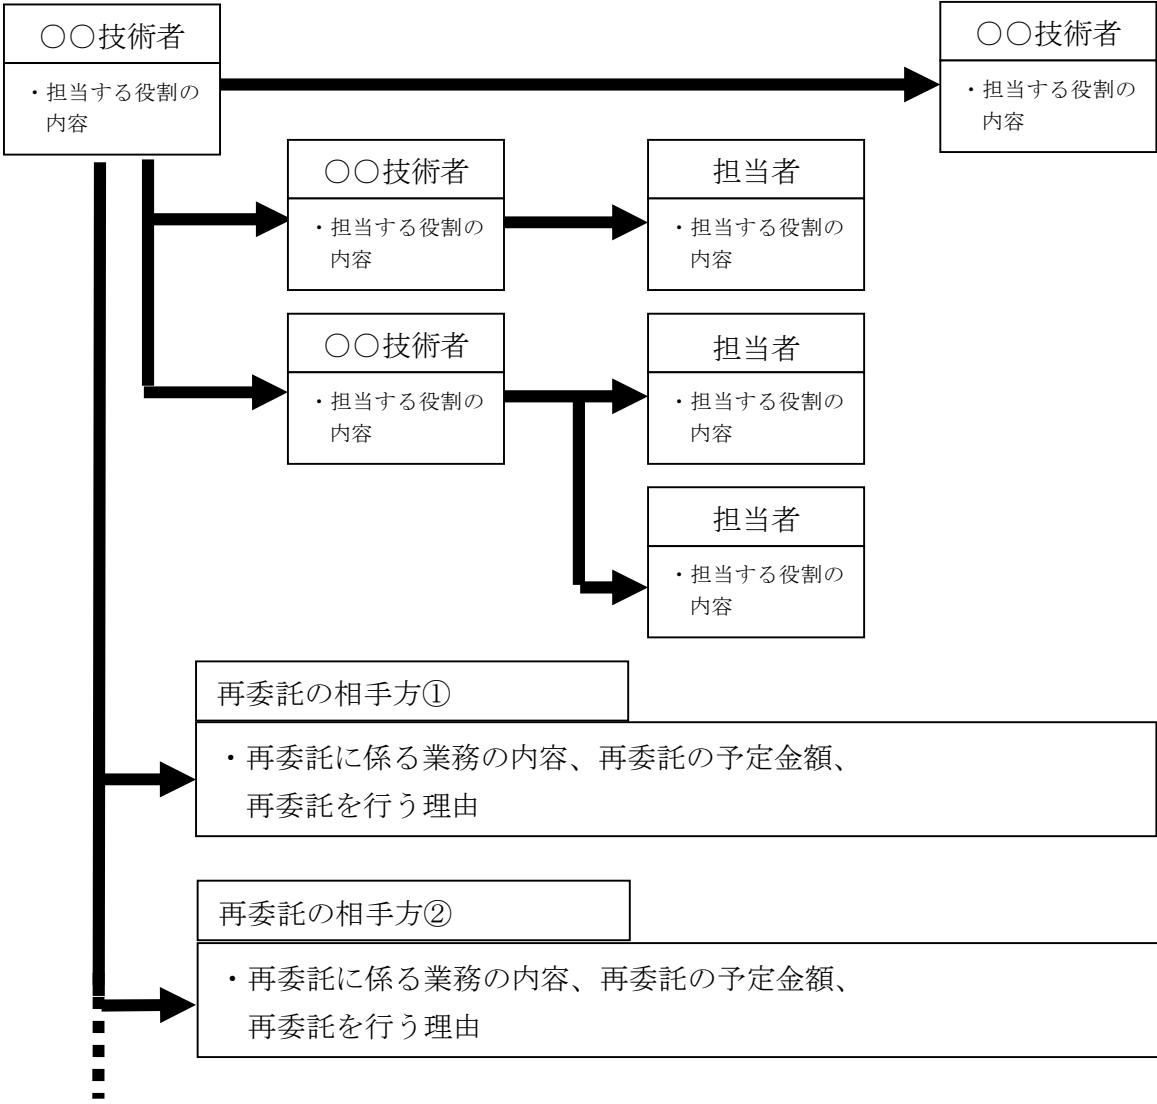 ○○技術者
・担当する役割の
内容
○○技術者
・担当する役割の
内容
○○技術者
・担当する役割の
内容
担当者
・担当する役割の
内容
○○技術者
・担当する役割の
内容
担当者
・担当する役割の
内容
担当者
・担当する役割の
内容
再委託の相手方①
・再委託に係る業務の内容、再委託の予定金額、
再委託を行う理由
再委託の相手方②
・再委託に係る業務の内容、再委託の予定金額、
再委託を行う理由